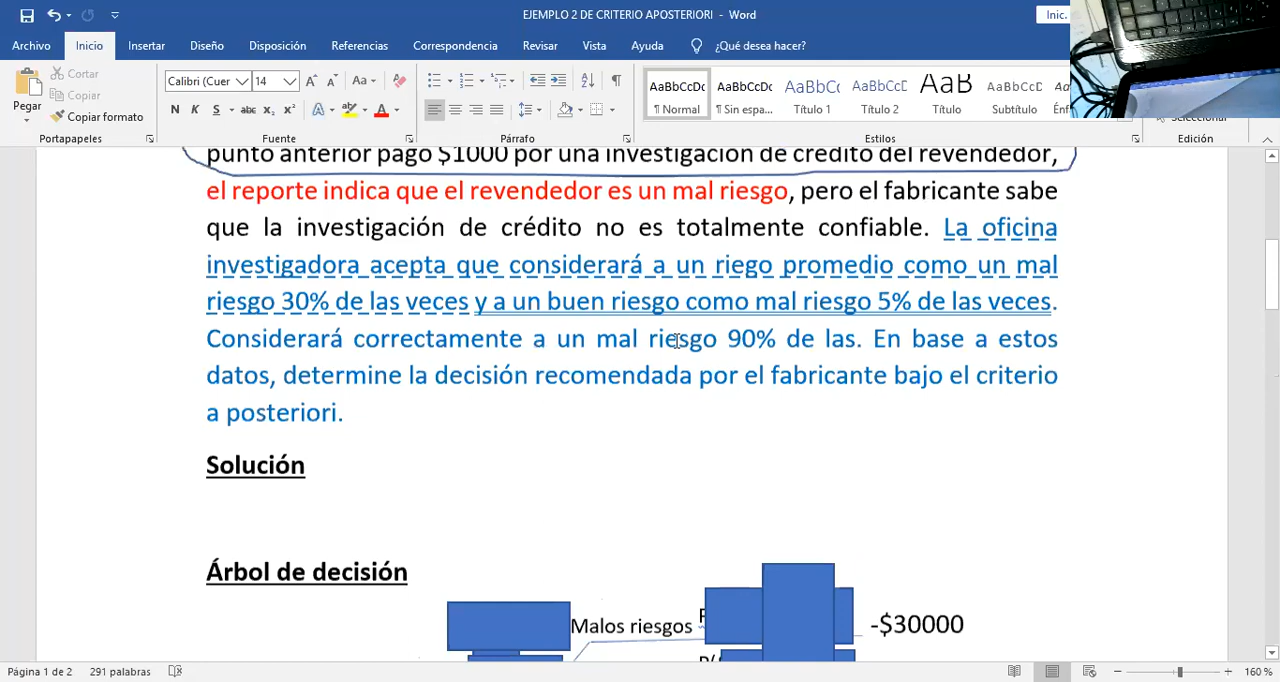 EJEMPLO 2 DE CRITERIO APOSTERIORI - Word
Inic.
Archivo Inicio Insertar Diseño Disposición Referencias Correspondencia Revisar Vista Ayuda ¿Qué desea hacer?
Pegar
Cortar
Copiar
Copiar formato
Portapapeles
Calibri (Cuer 14
Aa
N K S abc x₂ x² A A
Fuente
Párrafo
AaBbCcDc AaBbCcDc AaBbCc AaBbCcD AaB AaBbCcD
¶ Normal ¶ Sin espa... Título 1 Título 2 Título Subtítulo
Estilos
Edición
punto anterior pago $1000 por una investigación de crédito del revendedor,
el reporte indica que el revendedor es un mal riesgo, pero el fabricante sabe
que la investigación de crédito no es totalmente confiable. La oficina
investigadora acepta que considerará a un riego promedio como un mal
riesgo 30% de las veces y a un buen riesgo como mal riesgo 5% de las veces.
Considerará correctamente a un mal riesgo 90% de las. En base a estos
datos, determine la decisión recomendada por el fabricante bajo el criterio
a posteriori.
Solución
Árbol de decisión
Malos riesgos
-$30000
Página 1 de 2 291 palabras
160 %